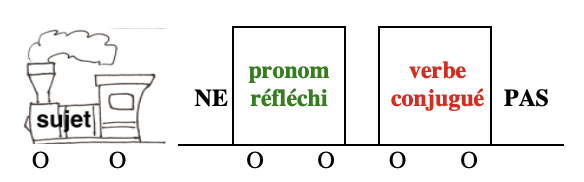 sujet
NE pronom réfléchi verbe conjugué PAS
O O O O O O